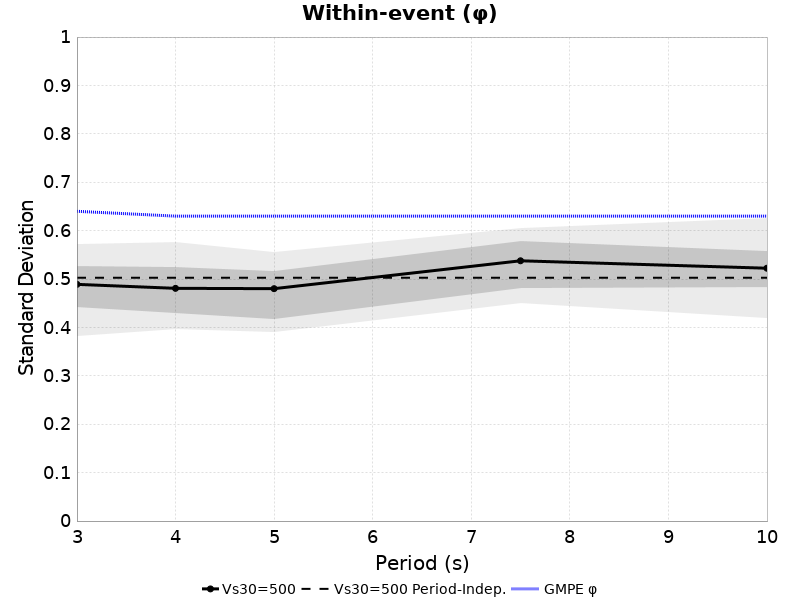 Within-event (φ)
1
0.9
0.8
0.7
0.6
0.5
0.4
0.3
0.2
0.1
0
Standard Deviation
3 4 5 6 7 8 9 10
Period (s)
Vs30=500 Vs30=500 Period-Indep. GMPE φ